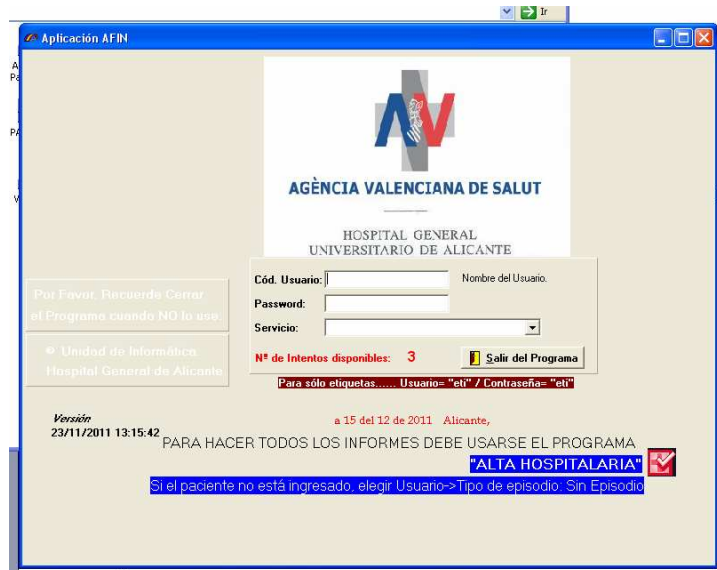 Ir
Aplicación AFIN
AGÈNCIA VALENCIANA DE SALUT
HOSPITAL GENERAL
UNIVERSITARIO DE ALICANTE
Por Favor, Recuerde Cerrar
el Programa cuando NO lo use.
© Unidad de Informática.
Hospital General de Alicante
Cód. Usuario:
Nombre del Usuario.
Password:
Servicio:
Nº de Intentos disponibles: 3
Salir del Programa
Para sólo etiquetas...... Usuario= "eti" / Contraseña= "eti"
Versión
23/11/2011 13:15:42
a 15 del 12 de 2011 Alicante,
PARA HACER TODOS LOS INFORMES DEBE USARSE EL PROGRAMA
"ALTA HOSPITALARIA"
Si el paciente no está ingresado, elegir Usuario->Tipo de episodio: Sin Episodio